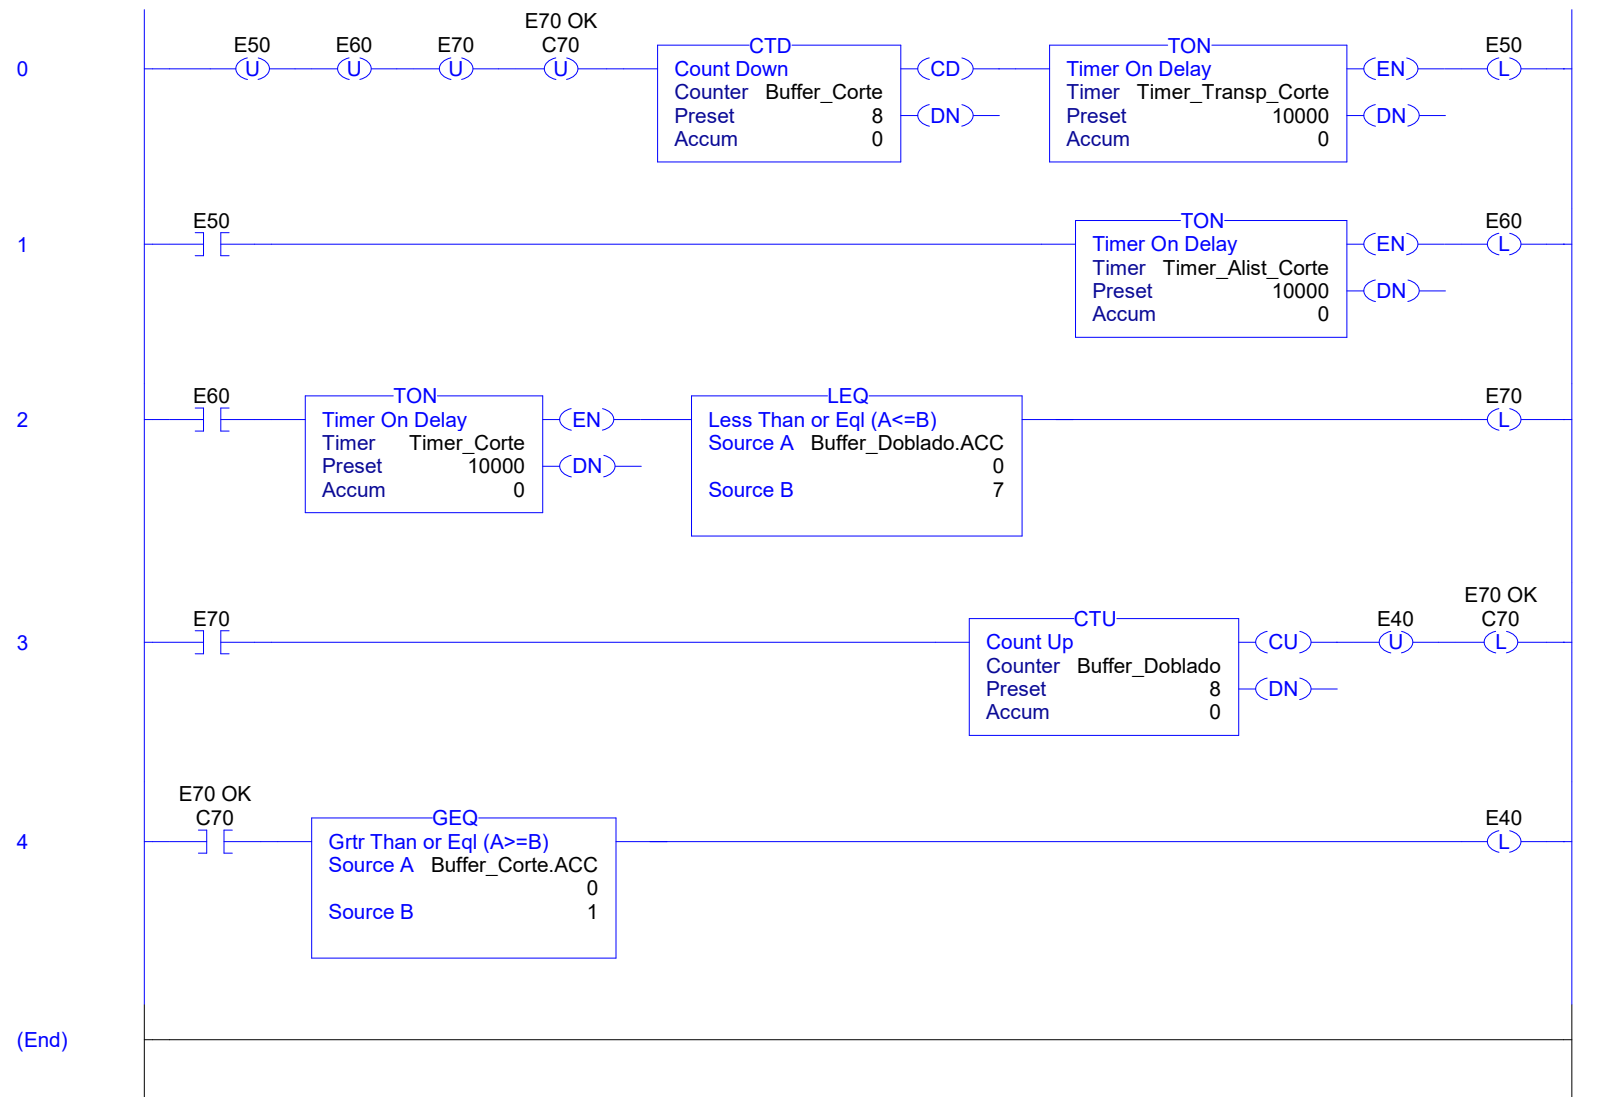 E70 OK
E50 E60 E70 C70 CTD TON E50
0 U U U U Count Down CD Timer On Delay EN L
Counter Buffer_Corte Timer Timer_Transp_Corte
Preset 8 DN Preset 10000 DN
Accum 0 Accum 0
E50 TON E60
1 Timer On Delay EN L
Timer Timer_Alist_Corte
Preset 10000 DN
Accum 0
E60 TON LEQ E70
2 Timer On Delay EN Less Than or Eql (A<=B) L
Timer Timer_Corte Source A Buffer_Doblado.ACC
Preset 10000 DN 0
Accum 0 Source B 7
E70 OK
E70 CTU E40 C70
3 Count Up CU U L
Counter Buffer_Doblado
Preset 8 DN
Accum 0
E70 OK
C70 GEQ E40
4 Grtr Than or Eql (A>=B) L
Source A Buffer_Corte.ACC
0
Source B 1
(End)